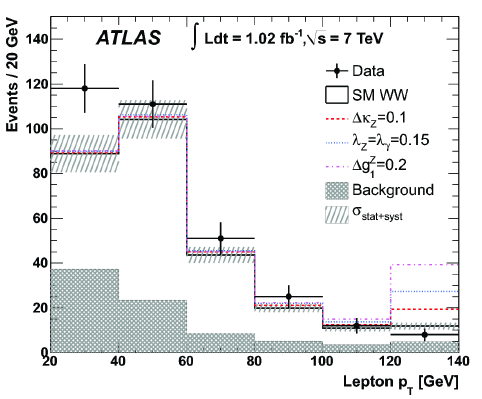 ATLAS ∫ Ldt = 1.02 fb⁻¹,√s = 7 TeV
Events / 20 GeV
140
120
100
80
60
40
20
0
Data
SM WW
Δκ_Z=0.1
λ_Z=λ_γ=0.15
Δg₁^Z=0.2
Background
σ_stat+syst
20 40 60 80 100 120 140
Lepton p_T [GeV]